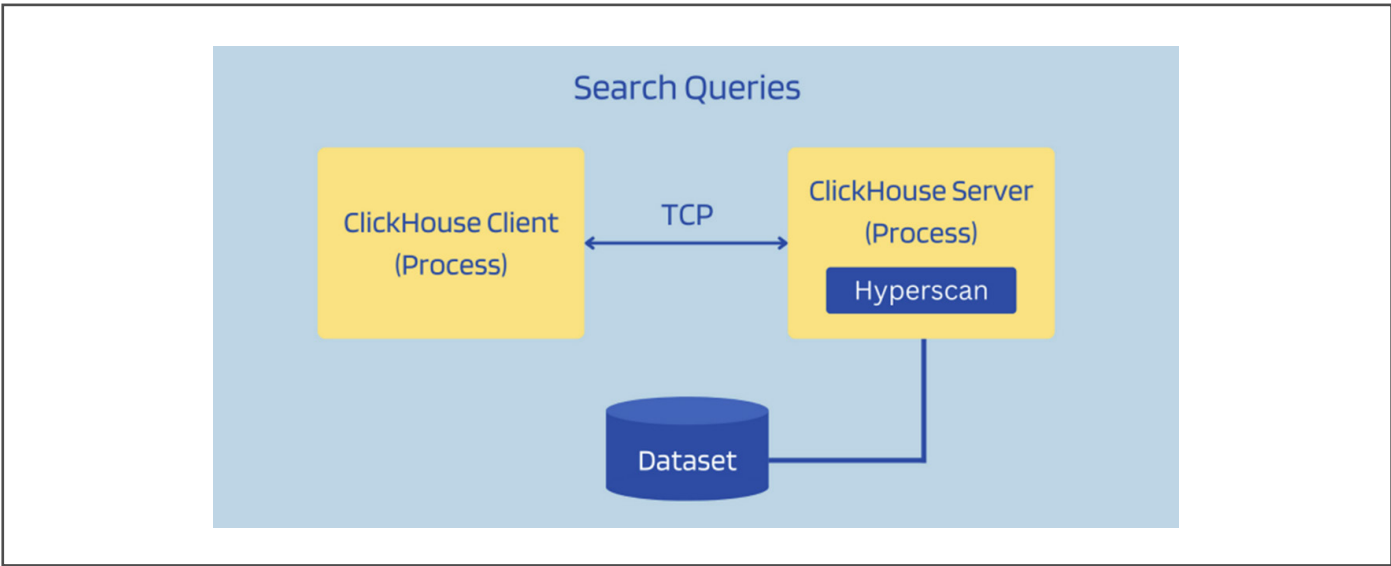 Search Queries
ClickHouse Client
(Process)
TCP
ClickHouse Server
(Process)
Hyperscan
Dataset